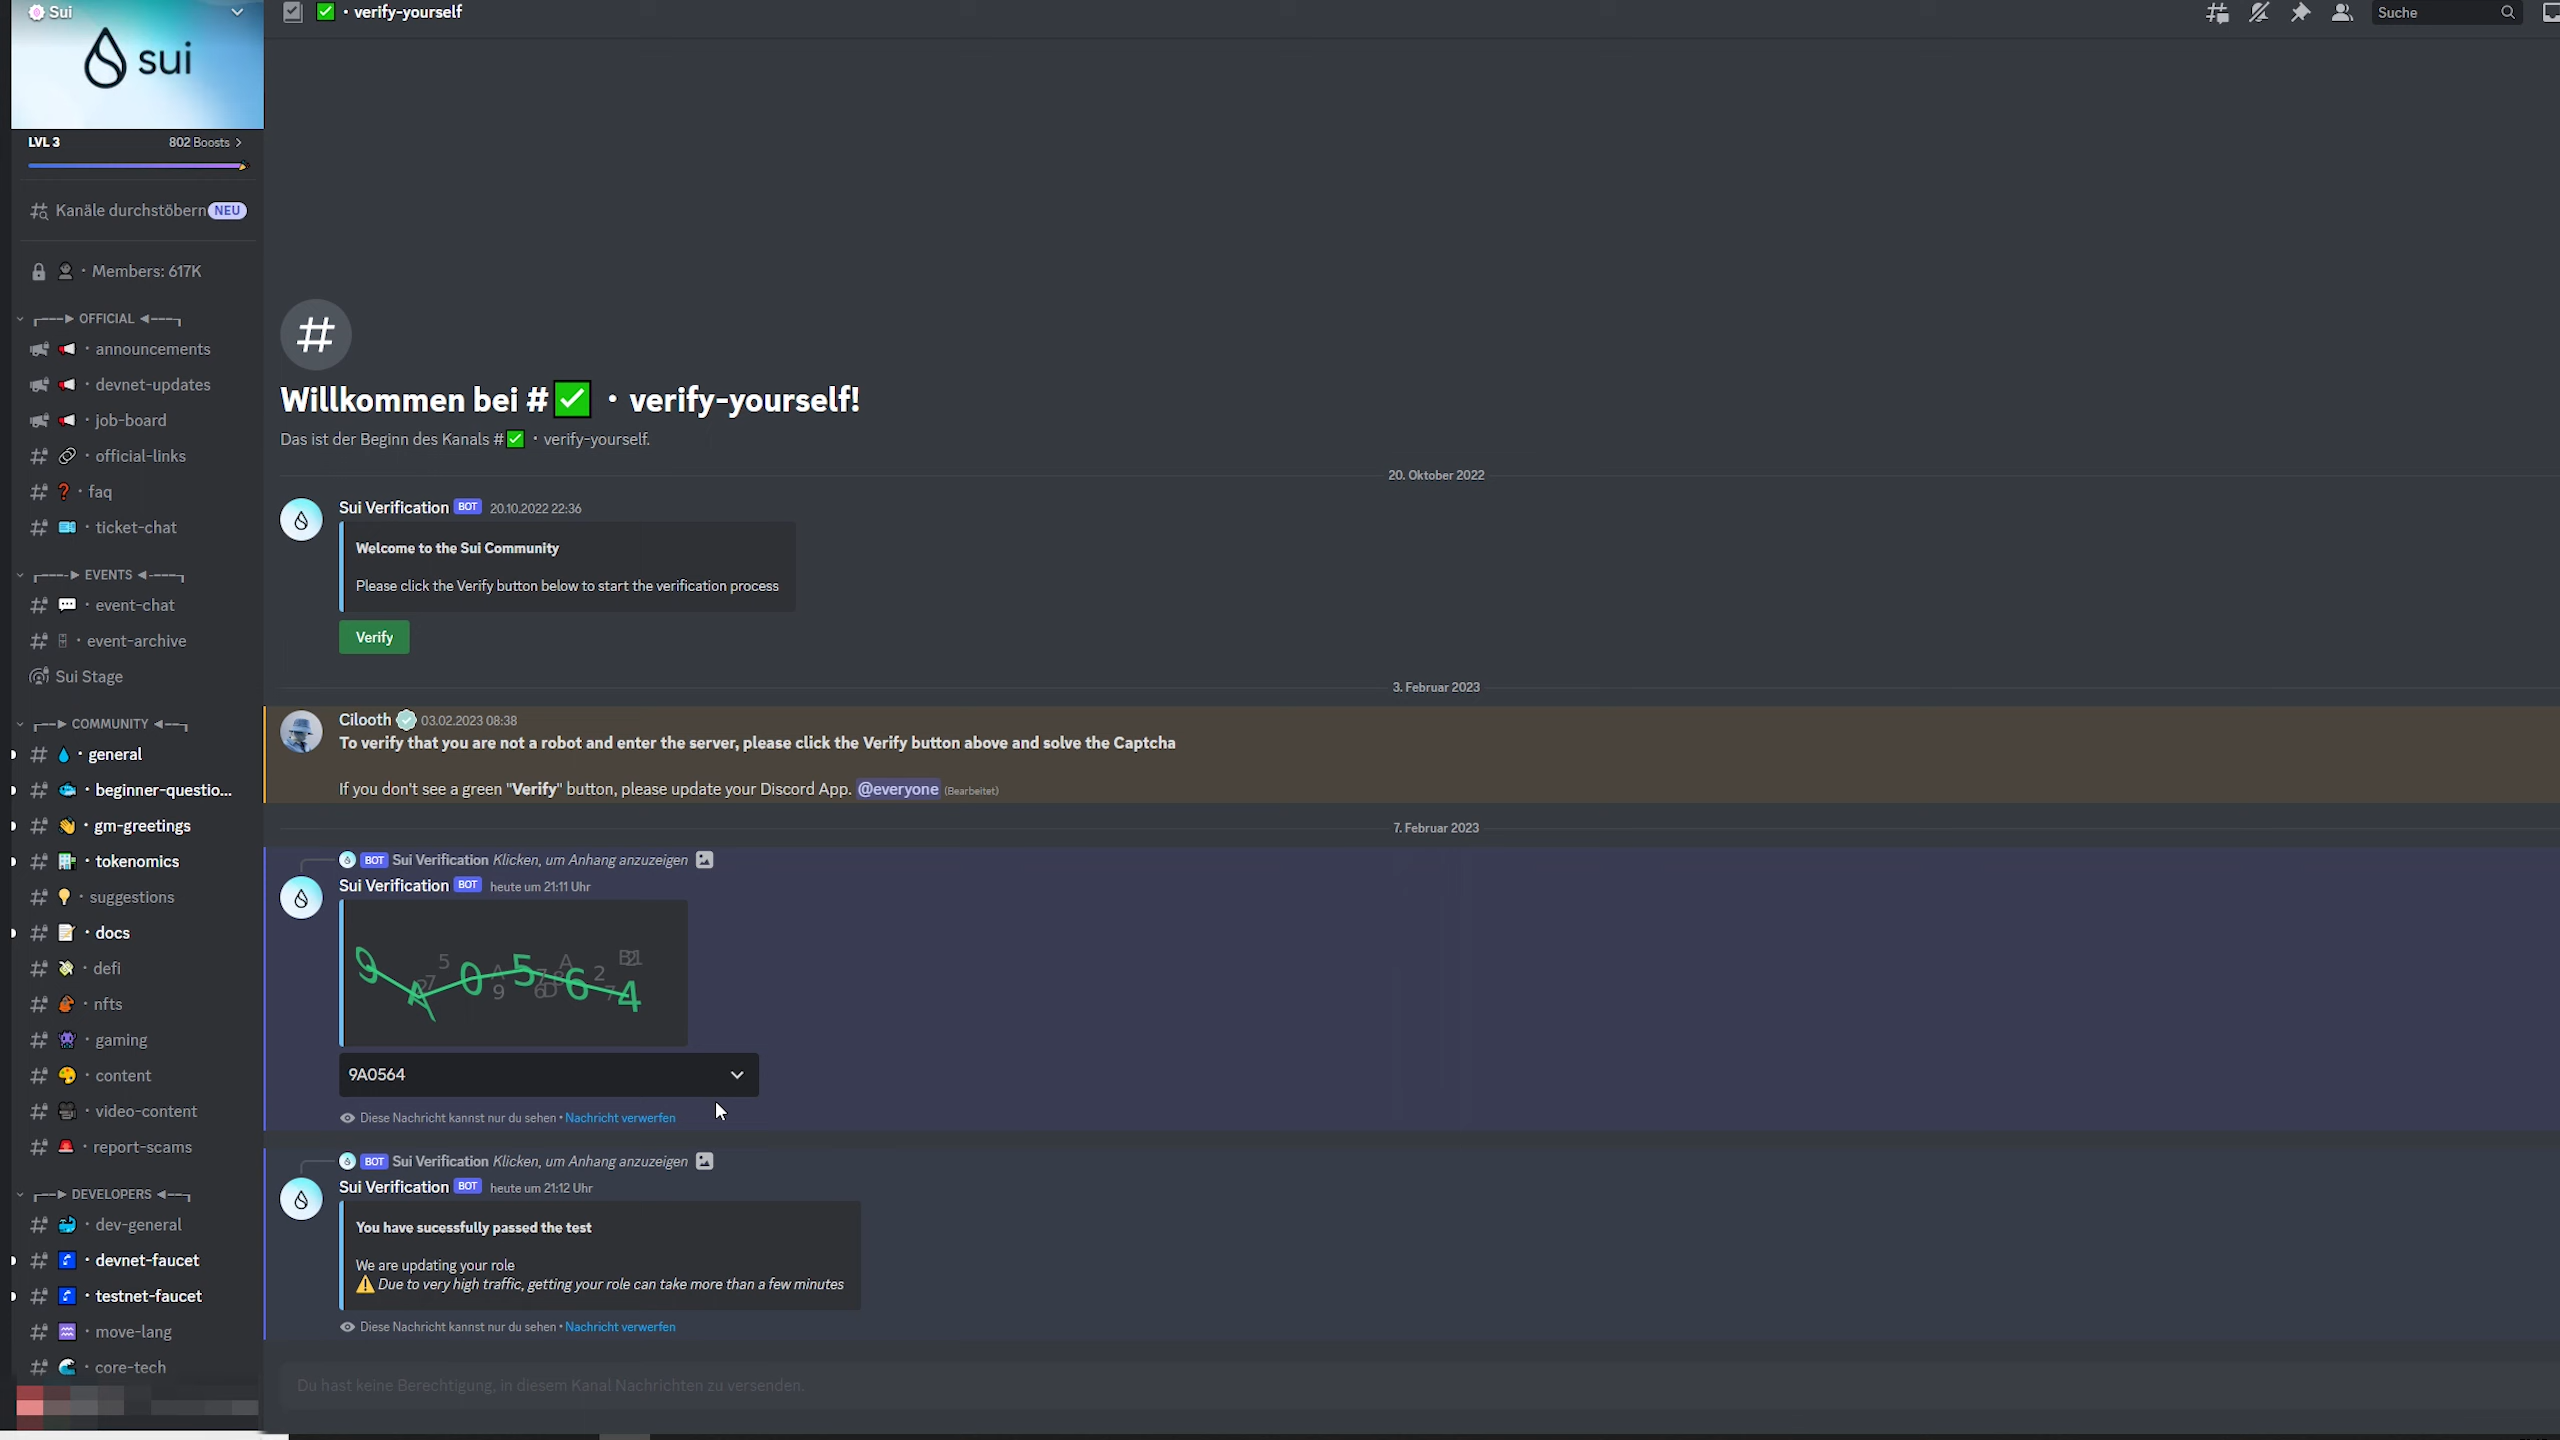 Sui
sui
LVL 3
802 Boosts
Kanäle durchstöbern NEU
· Members: 617K
OFFICIAL
· announcements
· devnet-updates
· job-board
· official-links
· faq
· ticket-chat
EVENTS
· event-chat
· event-archive
Sui Stage
COMMUNITY
· general
· beginner-questio...
· gm-greetings
· tokenomics
· suggestions
· docs
· defi
· nfts
· gaming
· content
· video-content
· report-scams
DEVELOPERS
· dev-general
· devnet-faucet
· testnet-faucet
· move-lang
· core-tech
· verify-yourself
Suche
Willkommen bei #✅ · verify-yourself!
Das ist der Beginn des Kanals #✅ · verify-yourself.
20. Oktober 2022
Sui Verification BOT 20.10.2022 22:36
Welcome to the Sui Community
Please click the Verify button below to start the verification process
Verify
3. Februar 2023
Cilooth 03.02.2023 08:38
To verify that you are not a robot and enter the server, please click the Verify button above and solve the Captcha
If you don't see a green "Verify" button, please update your Discord App. @everyone (Bearbeitet)
7. Februar 2023
BOT Sui Verification Klicken, um Anhang anzuzeigen
Sui Verification BOT heute um 21:11 Uhr
9A0564
9A0564
Diese Nachricht kannst nur du sehen • Nachricht verwerfen
BOT Sui Verification Klicken, um Anhang anzuzeigen
Sui Verification BOT heute um 21:12 Uhr
You have sucessfully passed the test
We are updating your role
⚠️ Due to very high traffic, getting your role can take more than a few minutes
Diese Nachricht kannst nur du sehen • Nachricht verwerfen
Du hast keine Berechtigung, in diesem Kanal Nachrichten zu versenden.